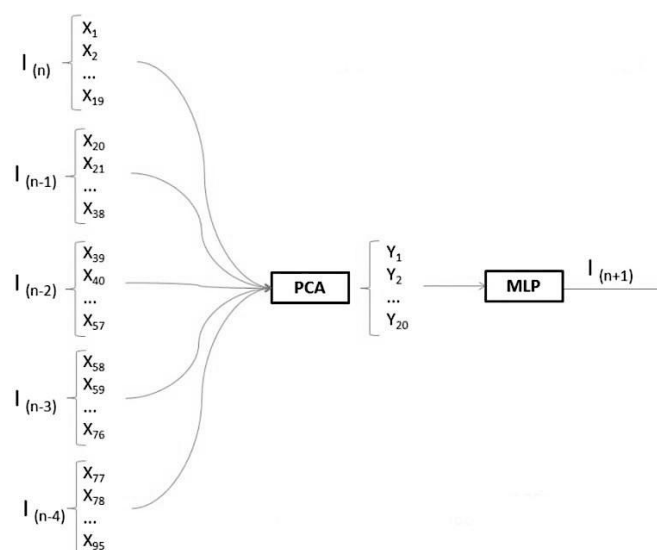 I (n)
X1
X2
...
X19
I (n-1)
X20
X21
...
X38
I (n-2)
X39
X40
...
X57
I (n-3)
X58
X59
...
X76
I (n-4)
X77
X78
...
X95
PCA
Y1
Y2
...
Y20
MLP
I (n+1)